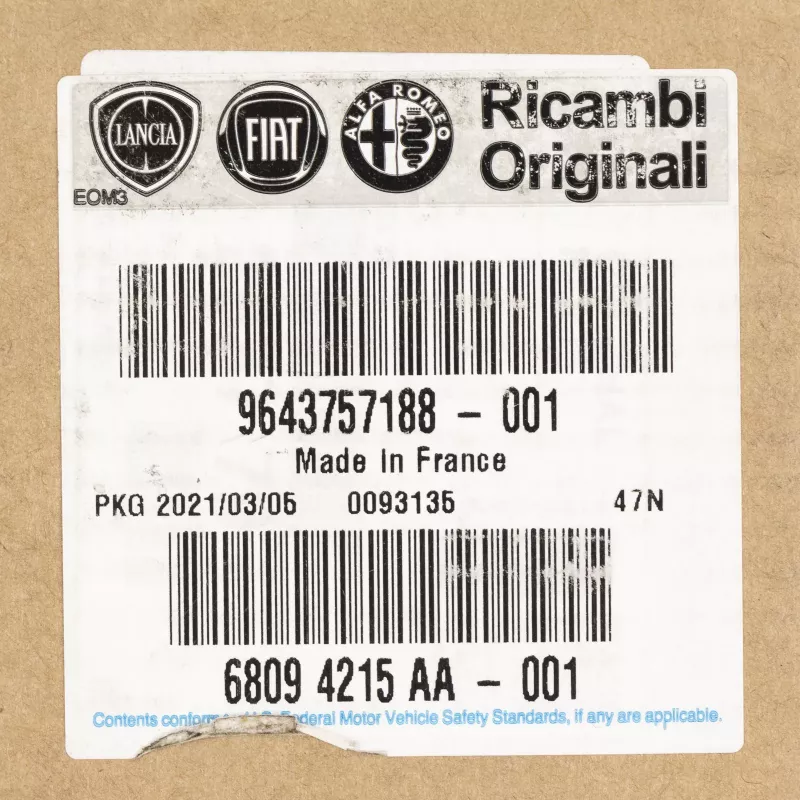 LANCIA FIAT ALFA ROMEO Ricambi
Originali
EOM3
9643757188 - 001
Made In France
PKG 2021/03/05 0093135 47N
6809 4215 AA - 001
Contents Federal Motor Vehicle Safety Standards, if any are applicable.